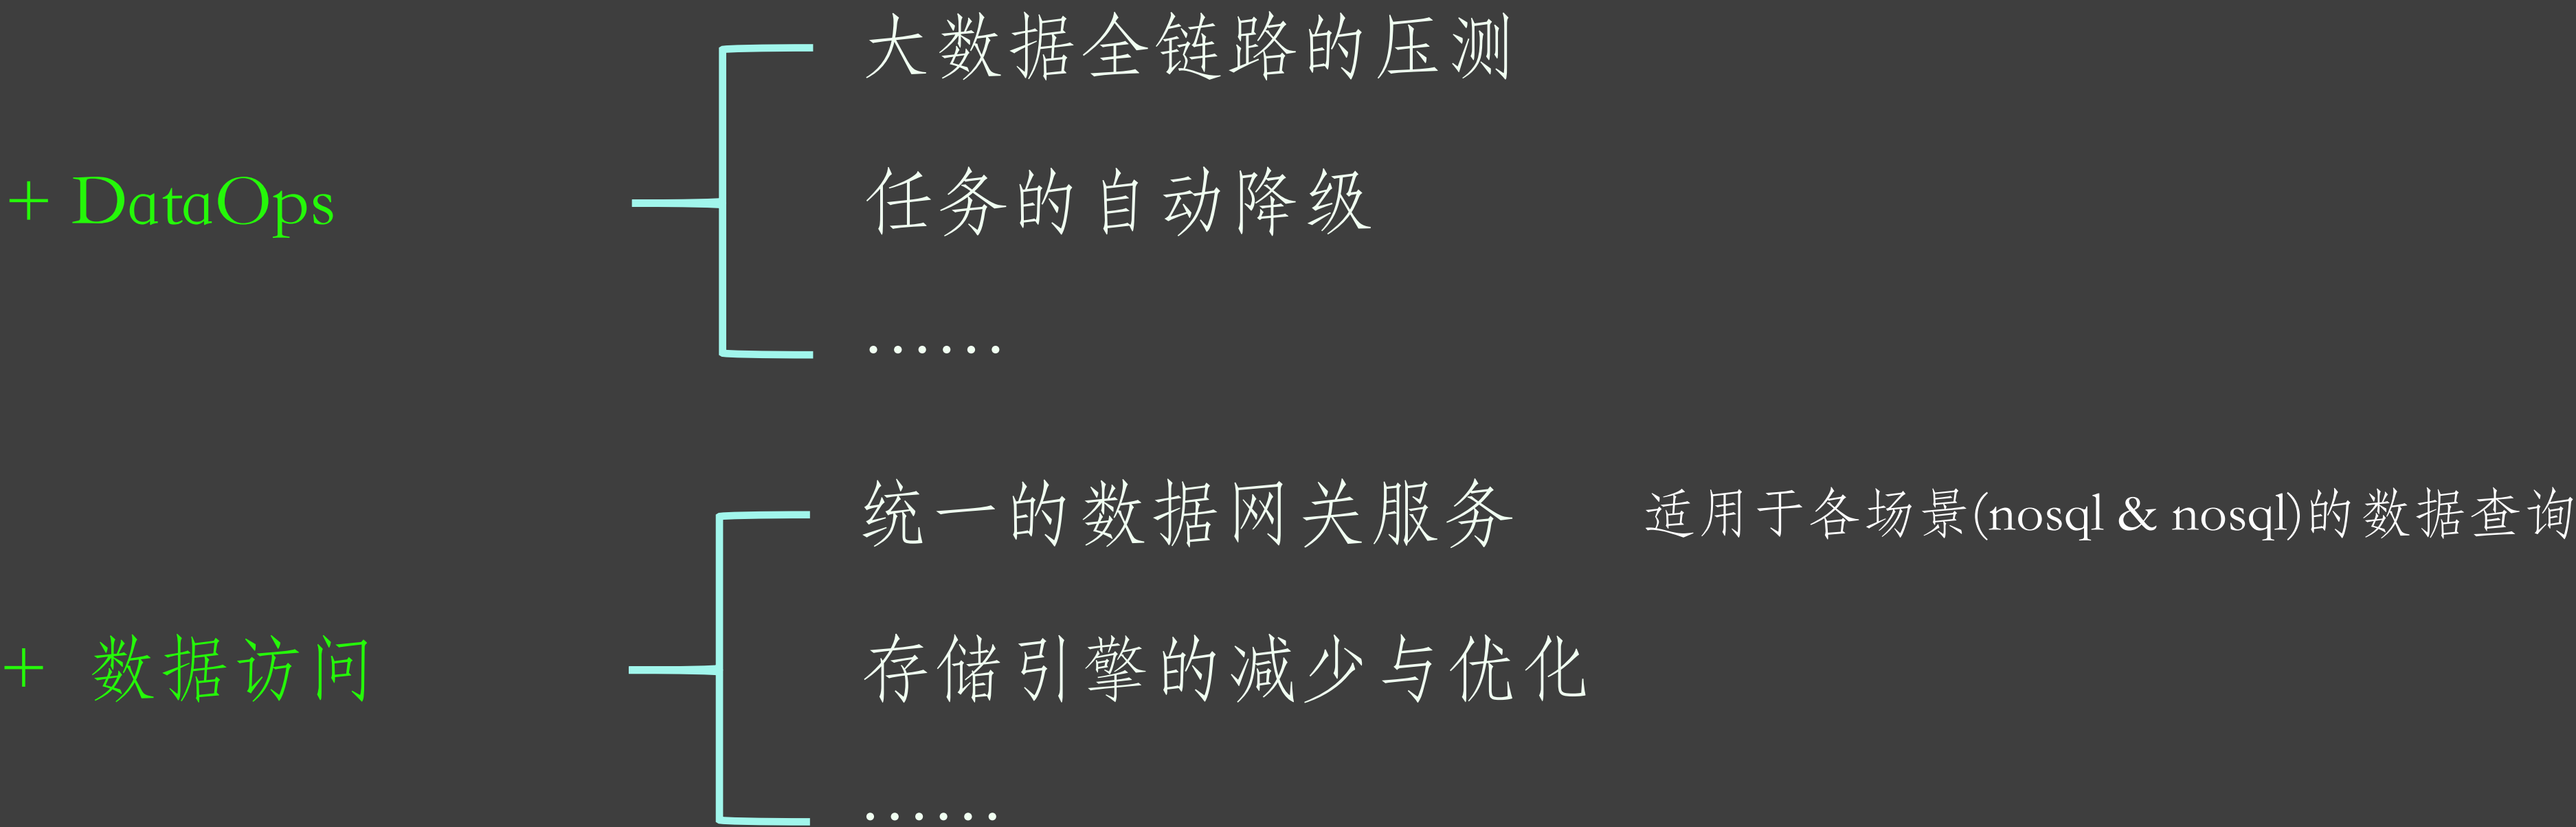 大数据全链路的压测
+ DataOps
任务的自动降级
······
统一的数据网关服务 适用于各场景(nosql & nosql)的数据查询
+ 数据访问
存储引擎的减少与优化
······